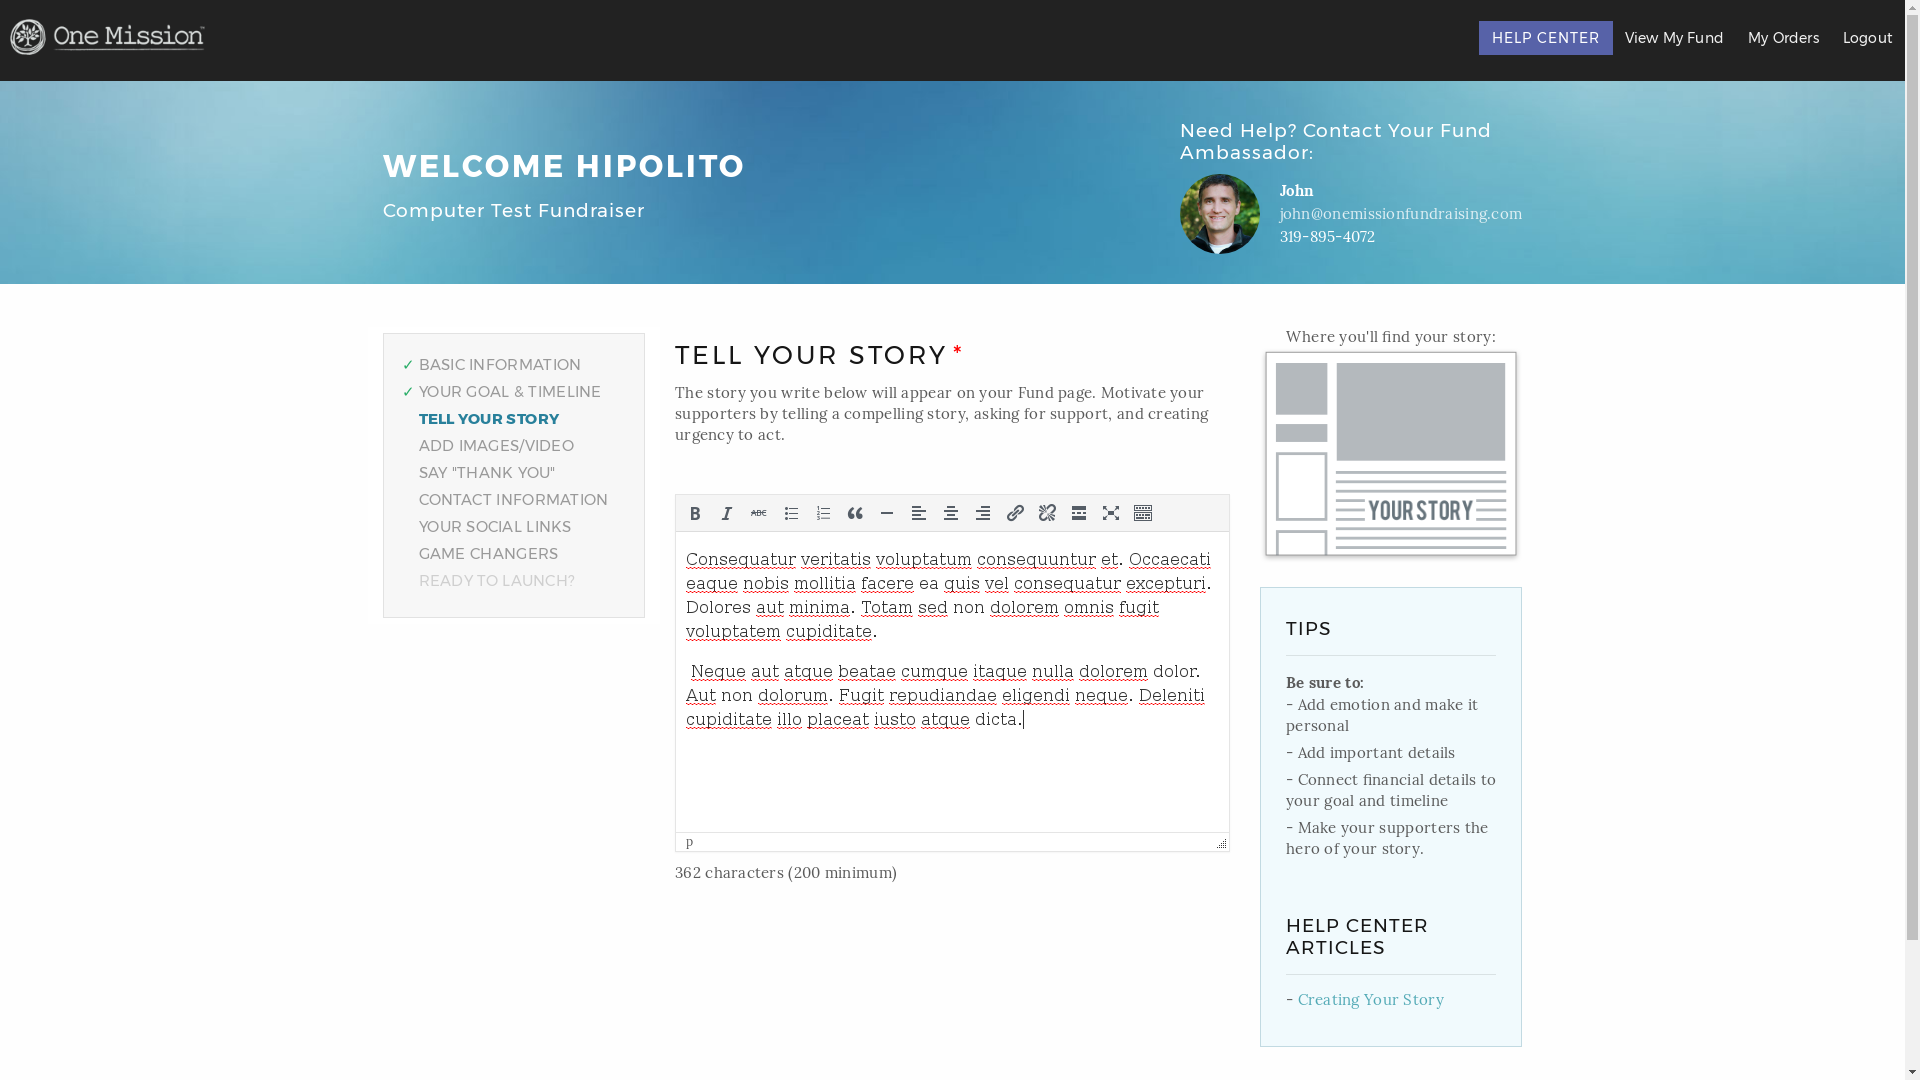 One Mission
HELP CENTER
View My Fund
My Orders
Logout
WELCOME HIPOLITO
Computer Test Fundraiser
Need Help? Contact Your Fund
Ambassador:
John
john@onemissionfundraising.com
319-895-4072
✓ BASIC INFORMATION
✓ YOUR GOAL & TIMELINE
TELL YOUR STORY
ADD IMAGES/VIDEO
SAY "THANK YOU"
CONTACT INFORMATION
YOUR SOCIAL LINKS
GAME CHANGERS
READY TO LAUNCH?
TELL YOUR STORY *
The story you write below will appear on your Fund page. Motivate your
supporters by telling a compelling story, asking for support, and creating
urgency to act.
Consequatur veritatis voluptatum consequuntur et. Occaecati
eaque nobis mollitia facere ea quis vel consequatur excepturi.
Dolores aut minima. Totam sed non dolorem omnis fugit
voluptatem cupiditate.
Neque aut atque beatae cumque itaque nulla dolorem dolor.
Aut non dolorum. Fugit repudiandae eligendi neque. Deleniti
cupiditate illo placeat iusto atque dicta.
p
362 characters (200 minimum)
Where you'll find your story:
YOUR STORY
TIPS
Be sure to:
- Add emotion and make it
personal
- Add important details
- Connect financial details to
your goal and timeline
- Make your supporters the
hero of your story.
HELP CENTER
ARTICLES
- Creating Your Story